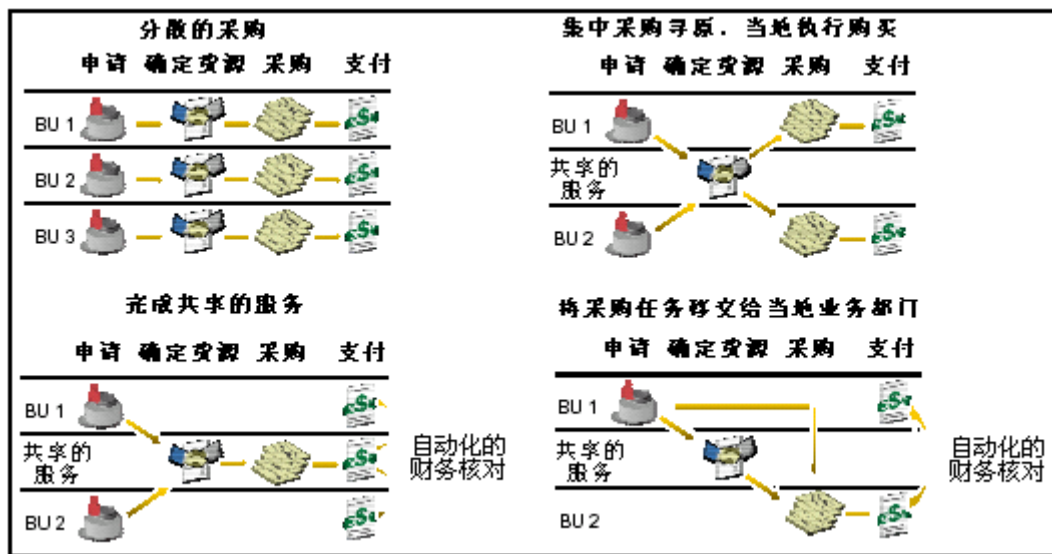 分散的采购
申请 确定货源 采购 支付
BU 1
BU 2
BU 3
集中采购寻原，当地执行购买
申请 确定货源 采购 支付
BU 1
共享的
服务
BU 2
完成共享的服务
申请 确定货源 采购 支付
BU 1
共享的
服务
BU 2
自动化的
财务核对
将采购任务移交给当地业务部门
申请 确定货源 采购 支付
BU 1
共享的
服务
BU 2
自动化的
财务核对